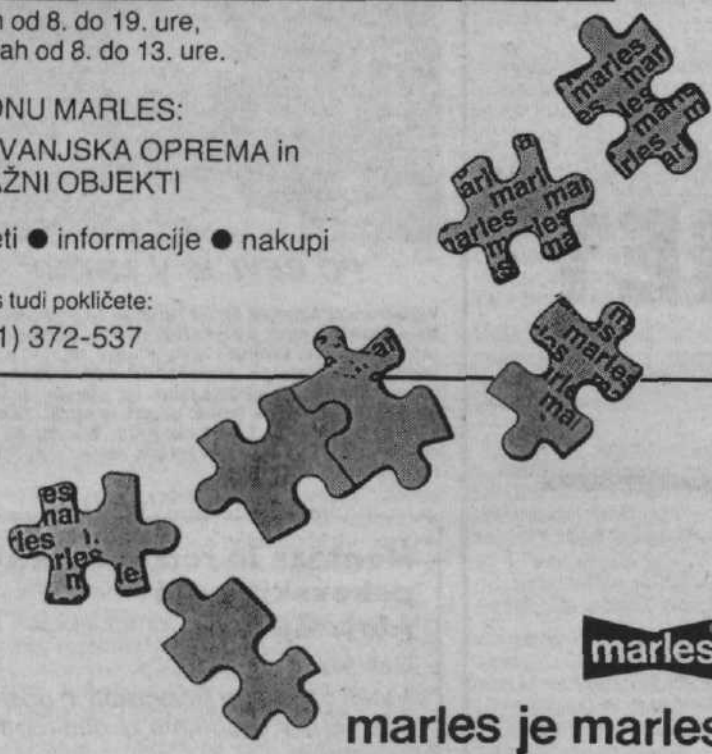 od 8. do 19. ure,
ah od 8. do 13. ure.
ONU MARLES:
VANJSKA OPREMA in
AŽNI OBJEKTI
eti ● informacije ● nakupi
s tudi pokličete:
1) 372-537
marles
marles je marles